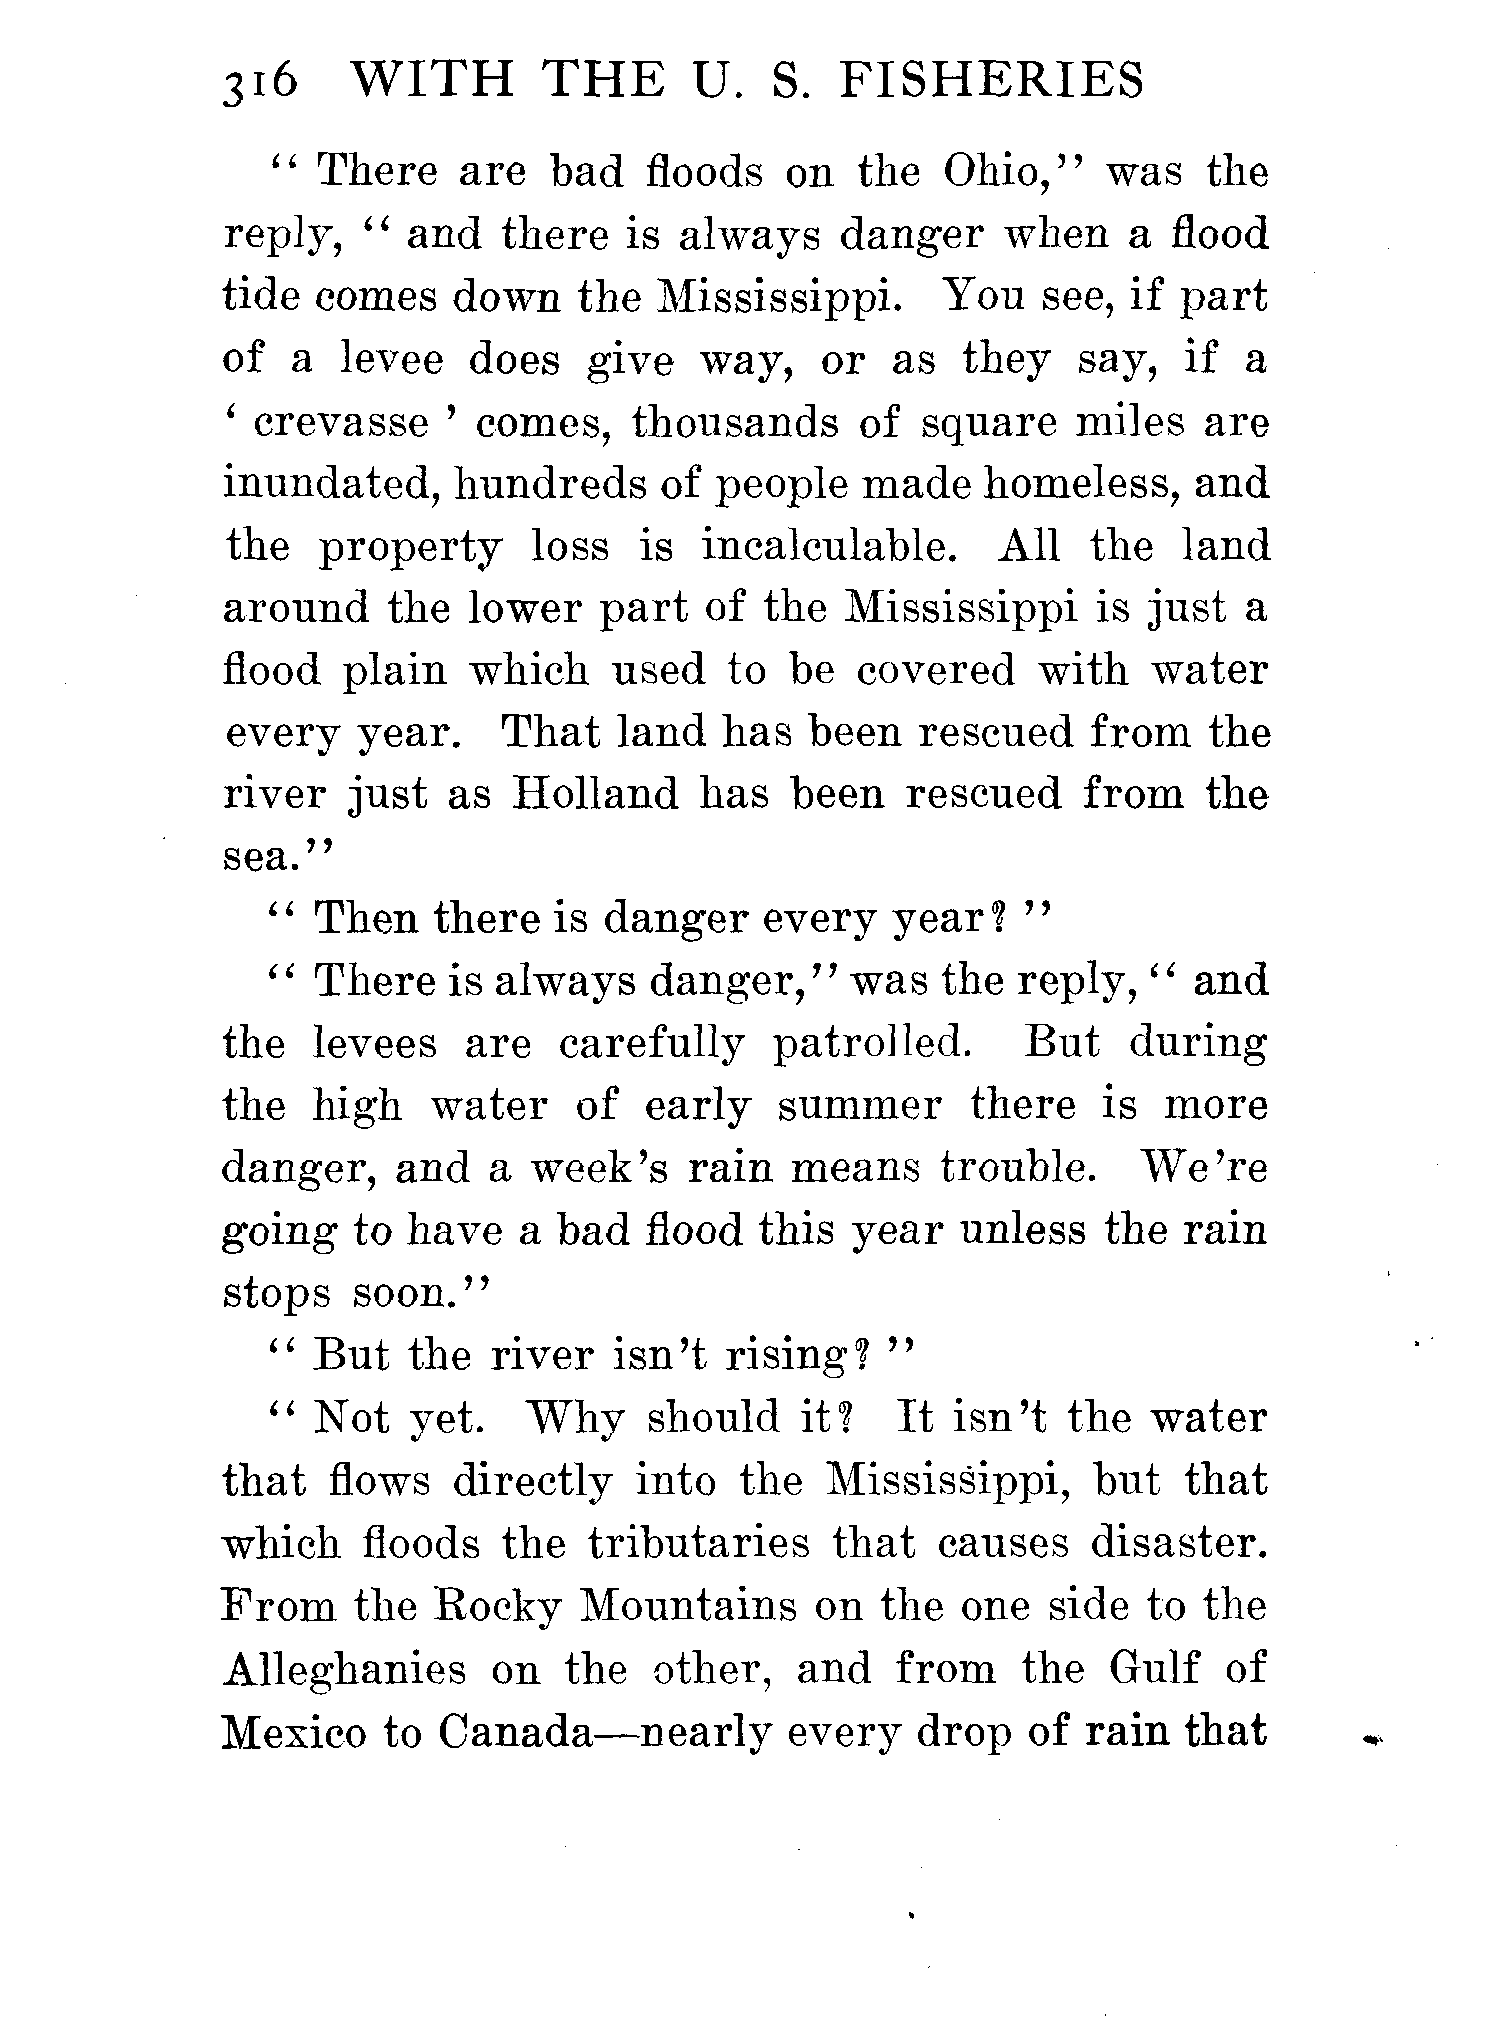 316 WITH THE U. S. FISHERIES
“ There are bad floods on the Ohio,” was the
reply, “ and there is always danger when a flood
tide comes down the Mississippi. You see, if part
of a levee does give way, or as they say, if a
‘ crevasse ’ comes, thousands of square miles are
inundated, hundreds of people made homeless, and
the property loss is incalculable. All the land
around the lower part of the Mississippi is just a
flood plain which used to be covered with water
every year. That land has been rescued from the
river just as Holland has been rescued from the
sea.”
“ Then there is danger every year? ”
“ There is always danger,” was the reply, “ and
the levees are carefully patrolled. But during
the high water of early summer there is more
danger, and a week’s rain means trouble. We’re
going to have a bad flood this year unless the rain
stops soon.”
“ But the river isn’t rising? ”
“ Not yet. Why should it? It isn’t the water
that flows directly into the Mississippi, but that
which floods the tributaries that causes disaster.
From the Rocky Mountains on the one side to the
Alleghanies on the other, and from the Gulf of
Mexico to Canada—nearly every drop of rain that